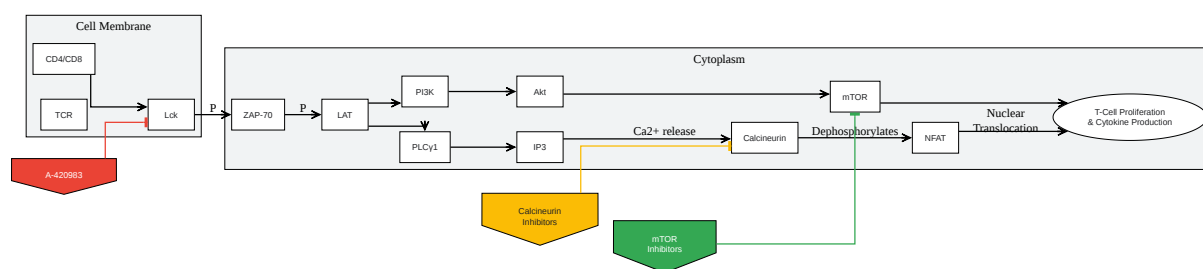 Cell Membrane
CD4/CD8
TCR
Lck
P
Cytoplasm
ZAP-70
P
LAT
PI3K
Akt
mTOR
PLCγ1
IP3
Ca2+ release
Calcineurin
Dephosphorylates
NFAT
Nuclear
Translocation
T-Cell Proliferation
& Cytokine Production
A-420983
Calcineurin
Inhibitors
mTOR
Inhibitors